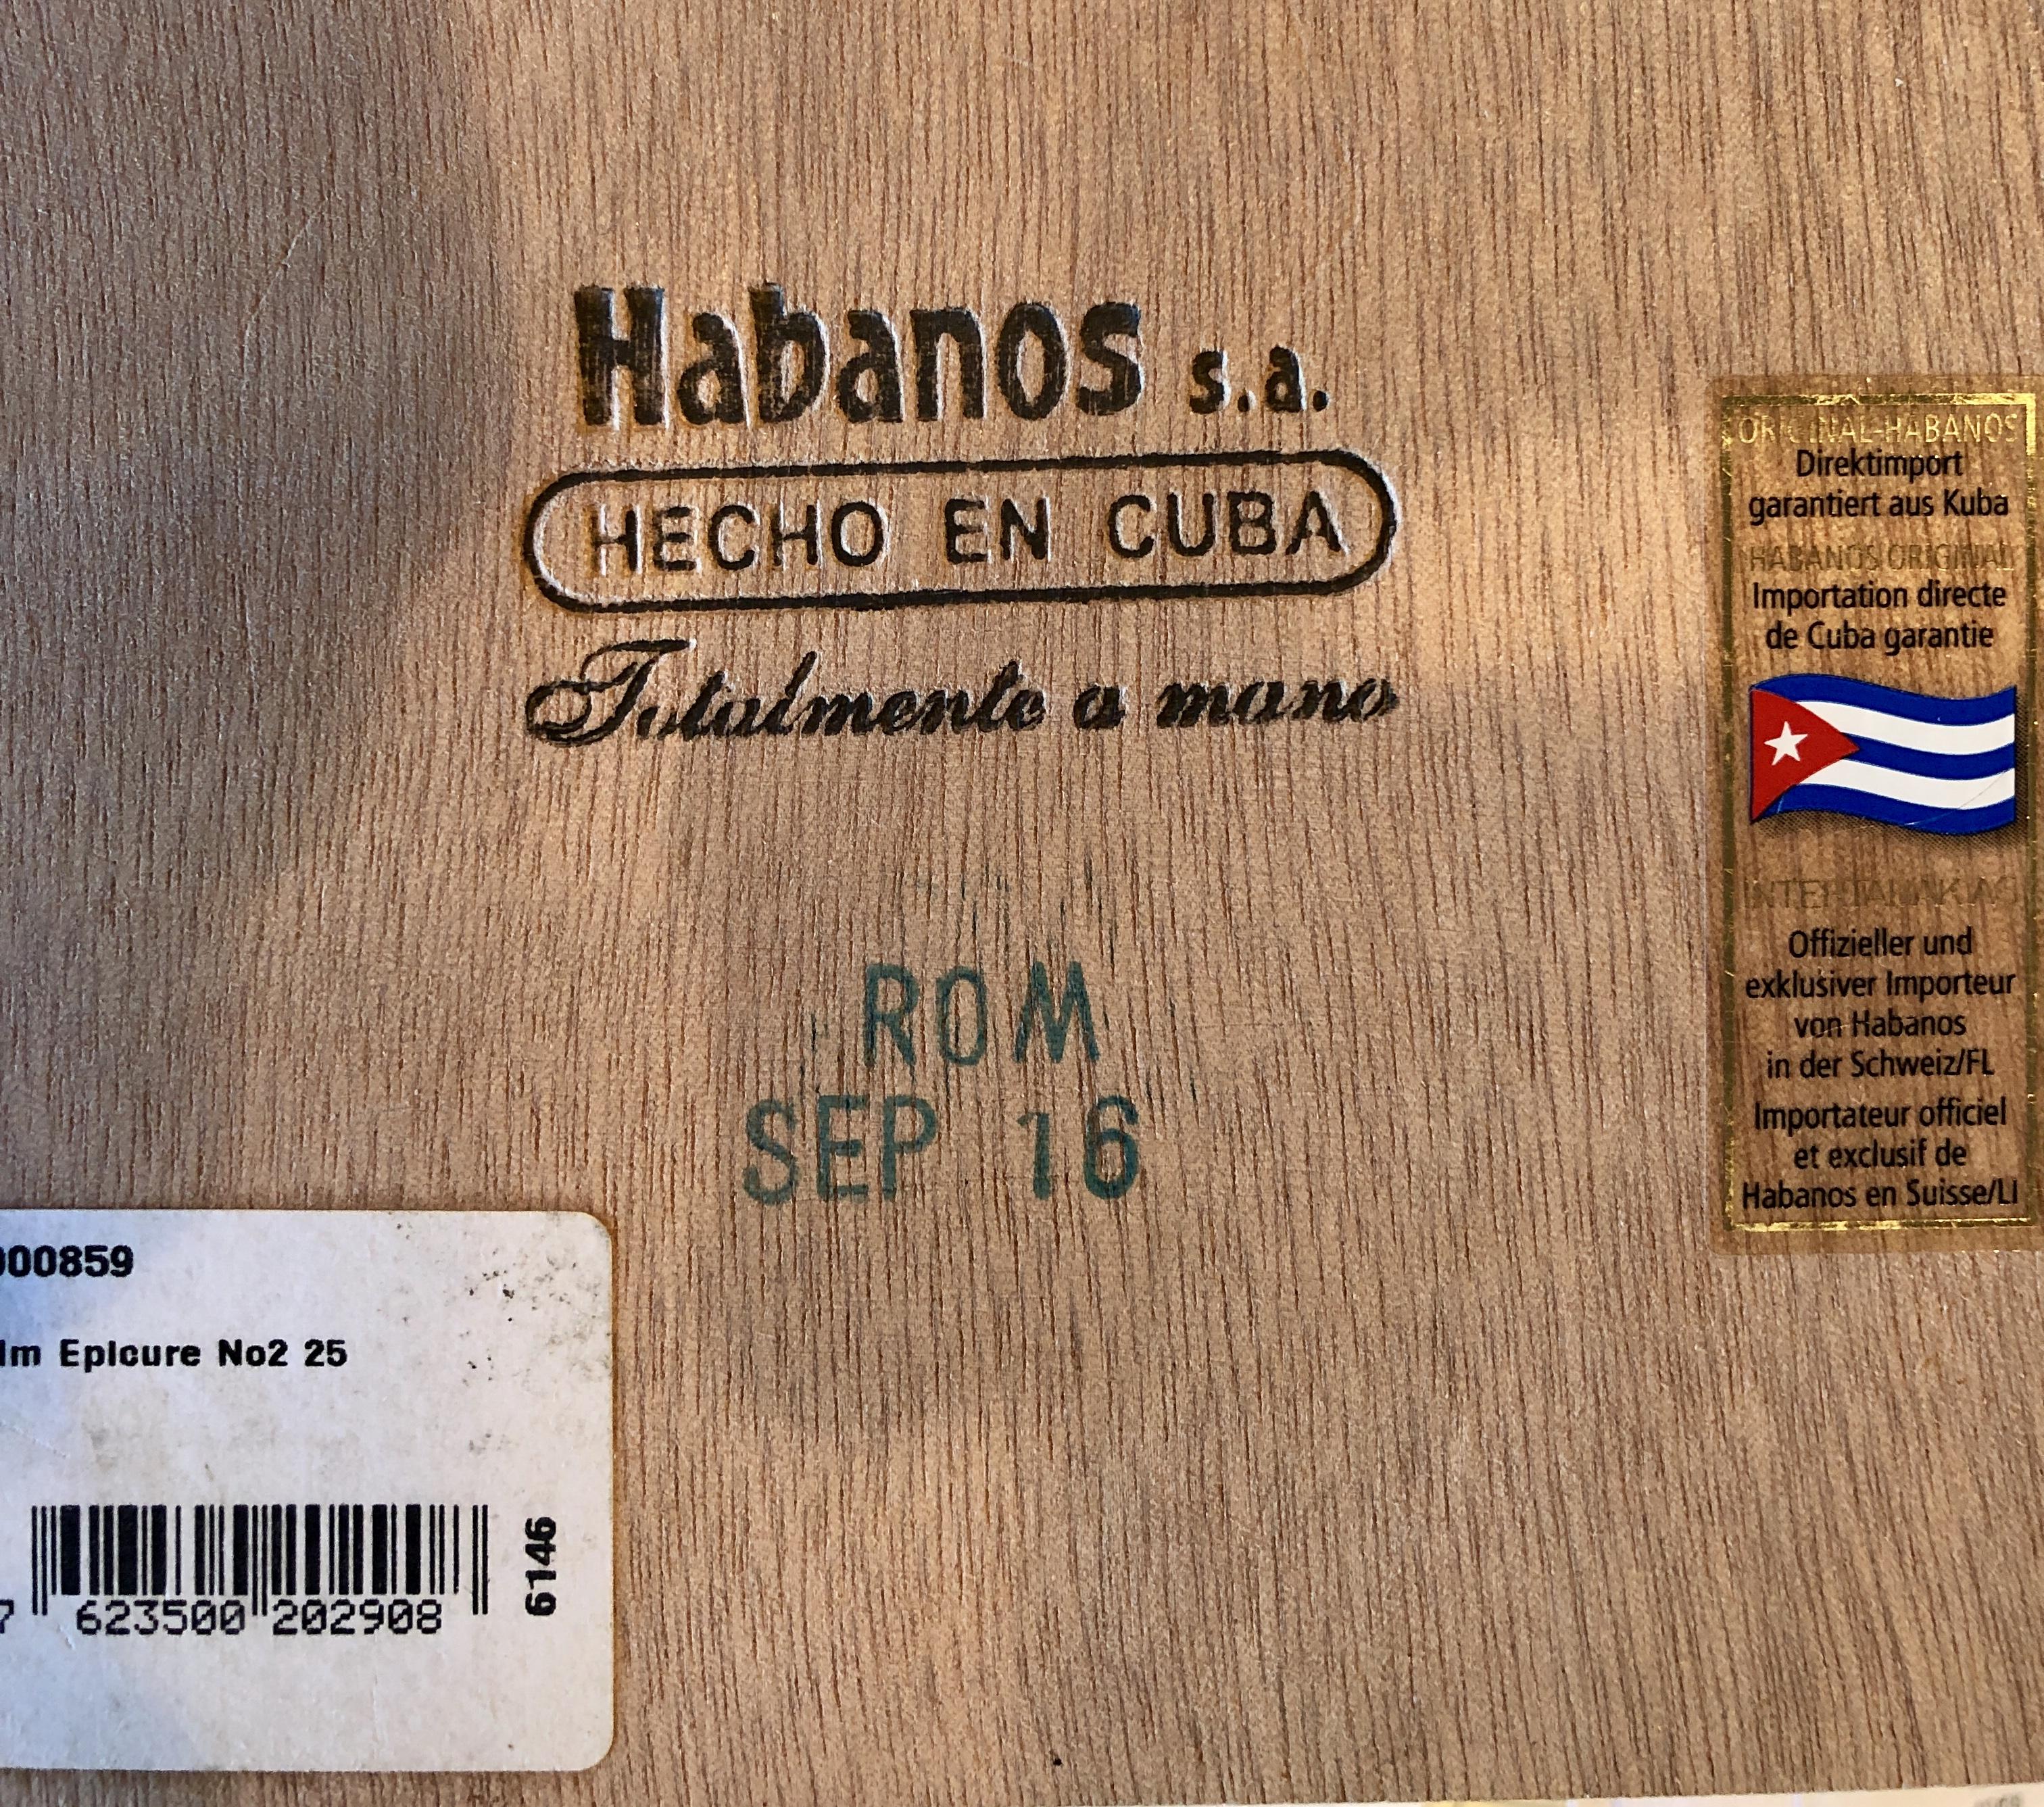 Habanos s.a.
HECHO EN CUBA
Totalmente a mano
ROM
SEP 16
000859
lm Epicure No2 25
7 623500 202908
6146
ORIGINAL-HABANOS
Direktimport
garantiert aus Kuba
HABANOS ORIGINAL
Importation directe
de Cuba garantie
INTERTABAK AG
Offizieller und
exklusiver Importeur
von Habanos
in der Schweiz/FL
Importateur officiel
et exclusif de
Habanos en Suisse/LI